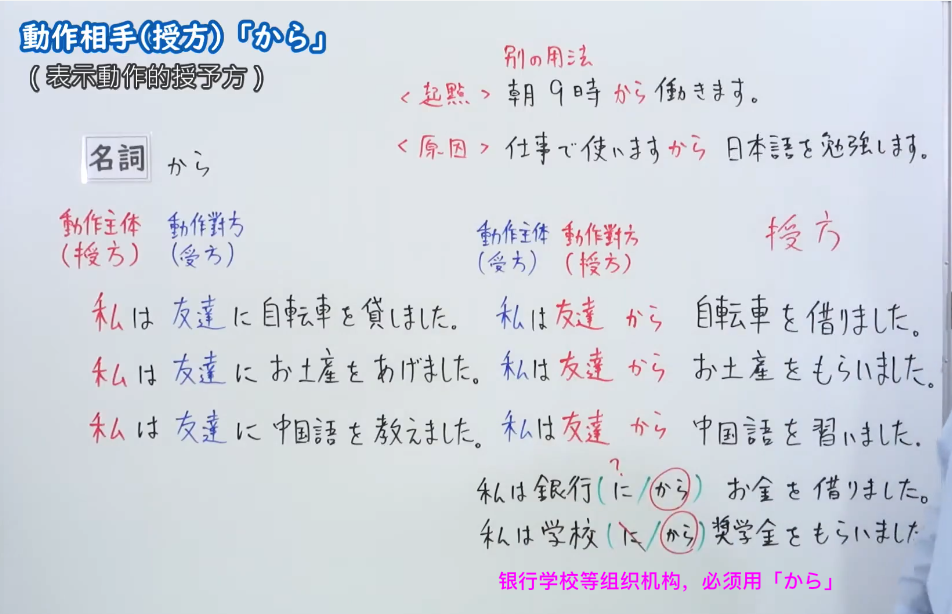 動作相手(授方)「から」
(表示動作的授予方)
別の用法
<起點> 朝9時から働きます。
<原因> 仕事で使いますから 日本語を勉強します。
名詞 から
動作主体 動作對方
(授方) (受方)
動作主体 動作對方
(受方) (授方)
授方
私は友達に自転車を貸しました。
私は友達から 自転車を借りました。
私は友達にお土産をあげました。
私は友達から お土産をもらいました。
私は友達に中国語を教えました。
私は友達から 中国語を習いました.
?
私は銀行(に/から) お金を借りました。
私は学校(に/から)奨学金をもらいました
银行学校等组织机构，必须用「から」